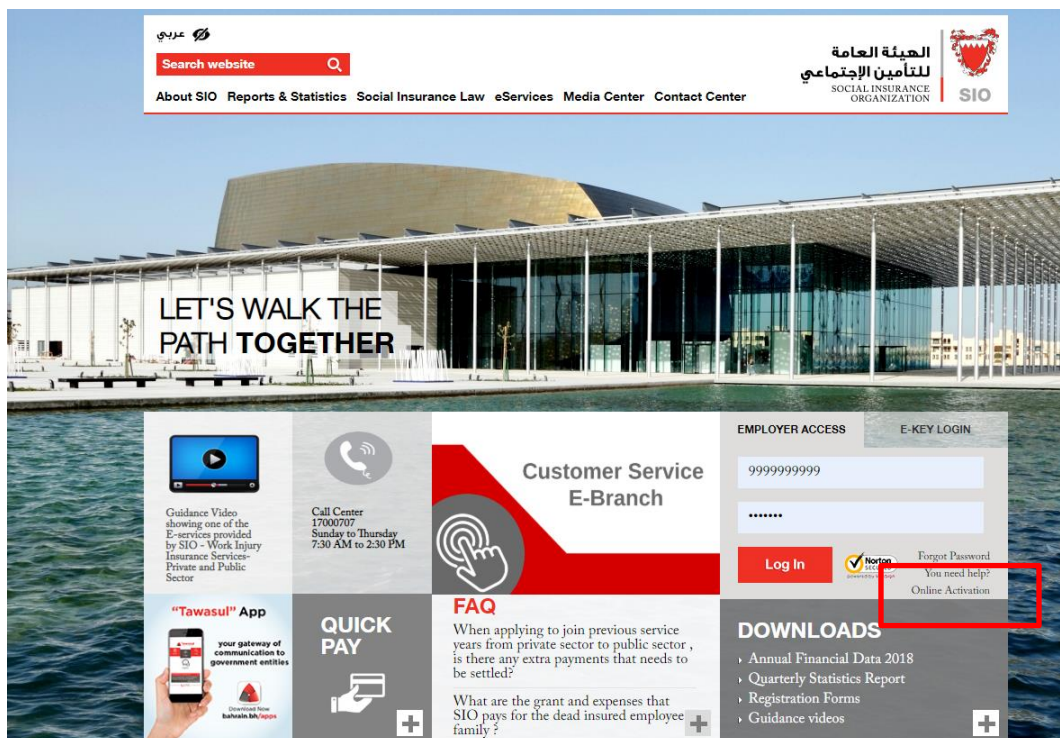 عربي
Search website
About SIO Reports & Statistics Social Insurance Law eServices Media Center Contact Center
الهيئة العامة
للتأمين الإجتماعي
SOCIAL INSURANCE
ORGANIZATION
SIO
LET'S WALK THE
PATH TOGETHER
Guidance Video
showing one of the
E-services provided
by SIO - Work Injury
Insurance Services-
Private and Public
Sector
Call Center
17000707
Sunday to Thursday
7:30 AM to 2:30 PM
Customer Service
E-Branch
EMPLOYER ACCESS
E-KEY LOGIN
9999999999
•••••••
Log In
Norton
SECURED
Forgot Password
You need help?
Online Activation
"Tawasul" App
your gateway of
communication to
government entities
Download Now
bahrain.bh/apps
QUICK
PAY
FAQ
When applying to join previous service
years from private sector to public sector ,
is there any extra payments that needs to
be settled?
What are the grant and expenses that
SIO pays for the dead insured employee
family ?
DOWNLOADS
Annual Financial Data 2018
Quarterly Statistics
Report
Registration Forms
Guidance videos